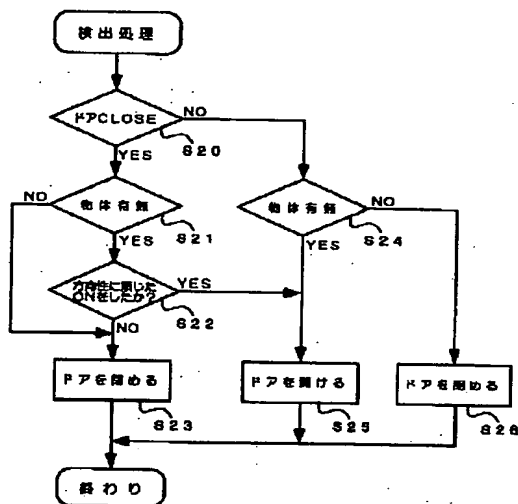 検出処理
ドアCLOSE
NO
S20
YES
NO
物体有無
S21
YES
物体有無
NO
S24
YES
方向性に順じた
ONをしたか?
YES
S22
NO
ドアを閉める
S23
ドアを開ける
S25
ドアを閉める
S26
終わり